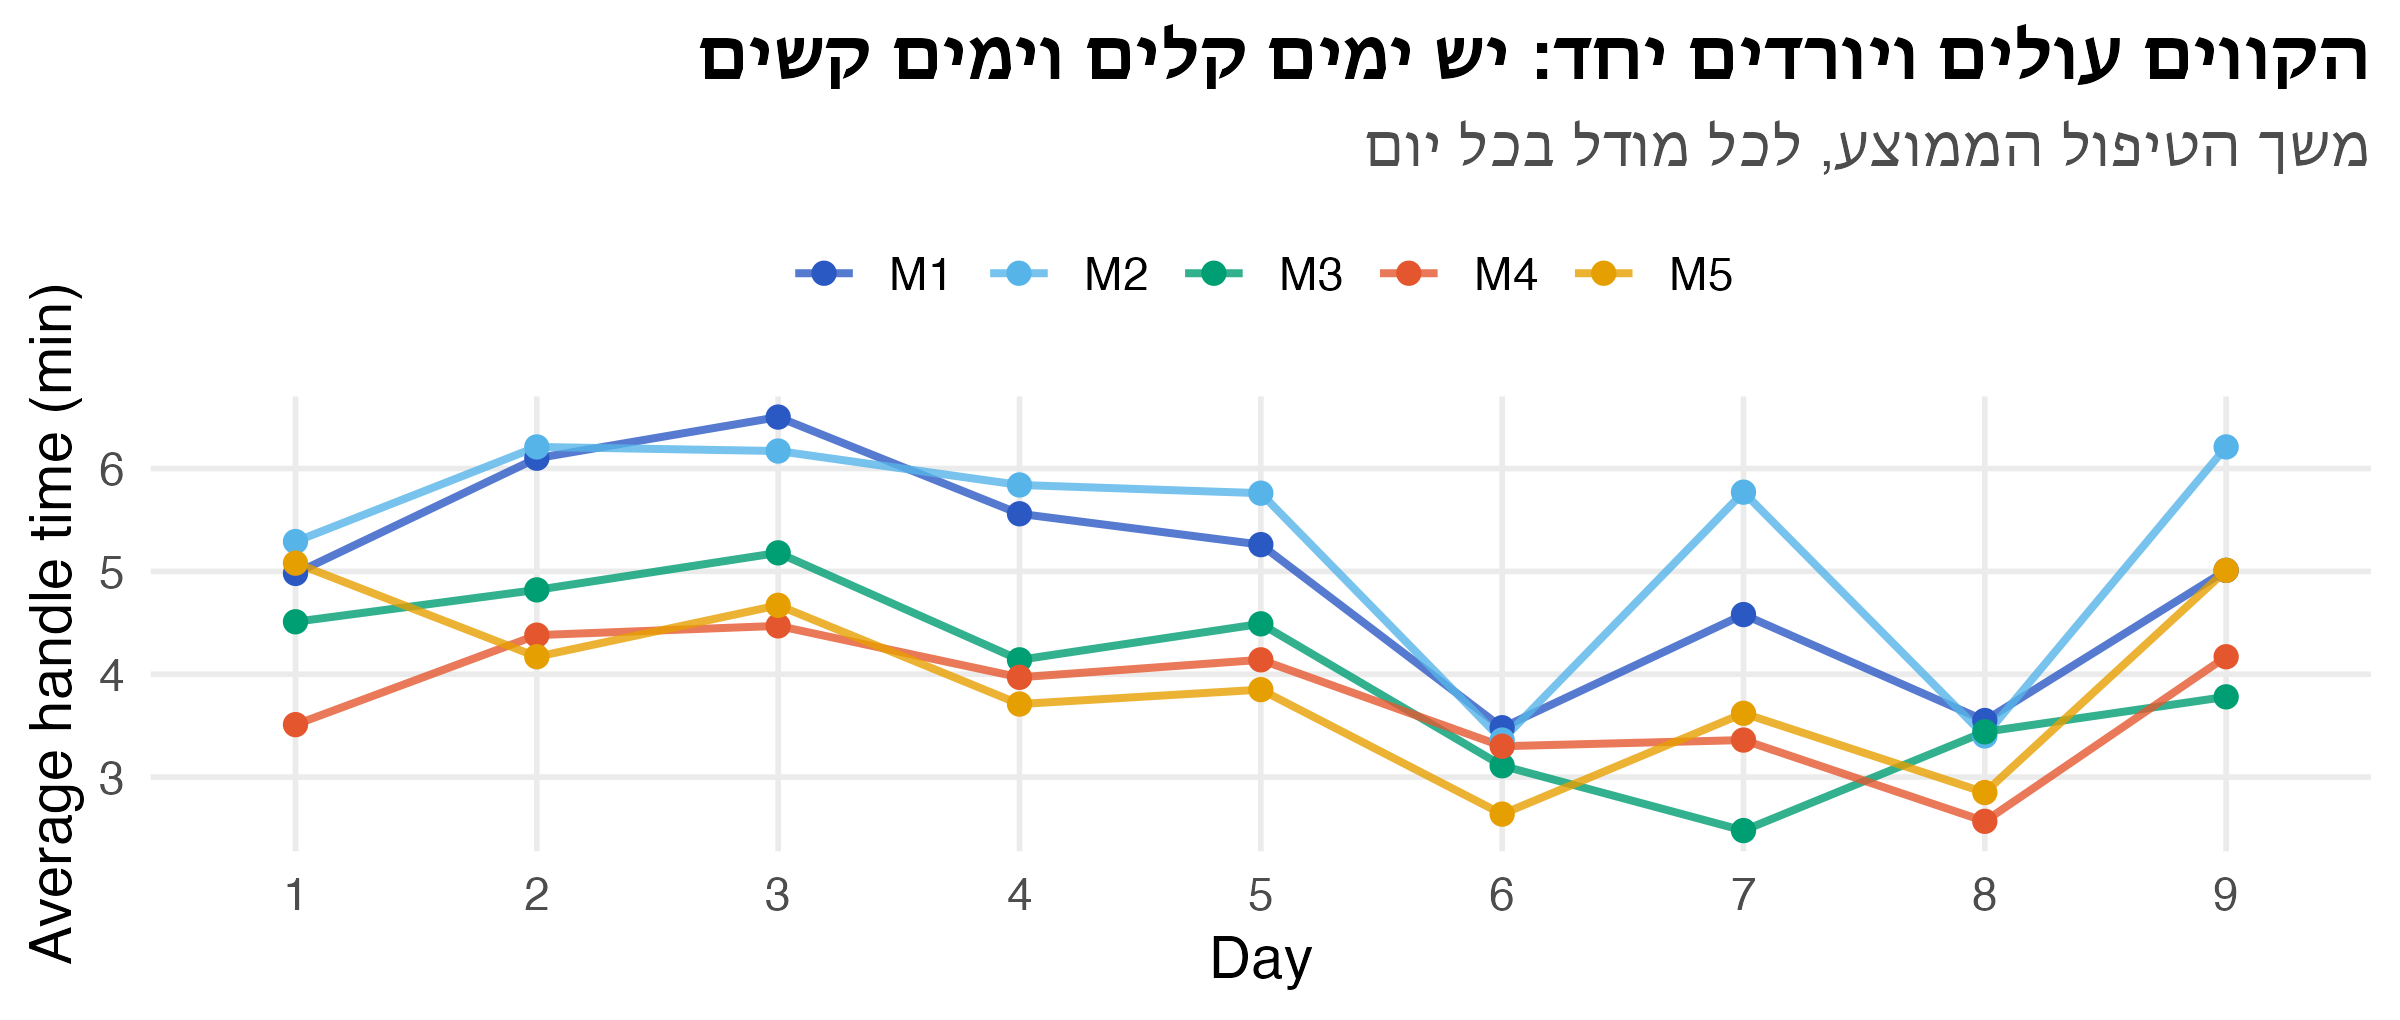 הקווים עולים ויורדים יחד: יש ימים קלים וימים קשים
משך הטיפול הממוצע, לכל מודל בכל יום
M1 M2 M3 M4 M5
Average handle time (min)
6
5
4
3
1 2 3 4 5 6 7 8 9
Day